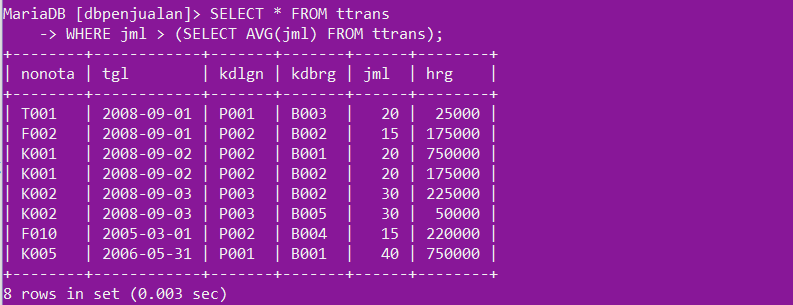 MariaDB [dbpenjualan]> SELECT * FROM ttrans
    -> WHERE jml > (SELECT AVG(jml) FROM ttrans);
+--------+------------+-------+-------+------+--------+
| nonota | tgl        | kdlgn | kdbrg | jml  | hrg    |
+--------+------------+-------+-------+------+--------+
| T001   | 2008-09-01 | P001  | B003  |   20 |  25000 |
| F002   | 2008-09-01 | P002  | B002  |   15 | 175000 |
| K001   | 2008-09-02 | P002  | B001  |   20 | 750000 |
| K001   | 2008-09-02 | P002  | B002  |   20 | 175000 |
| K002   | 2008-09-03 | P003  | B002  |   30 | 225000 |
| K002   | 2008-09-03 | P003  | B005  |   30 |  50000 |
| F010   | 2005-03-01 | P002  | B004  |   15 | 220000 |
| K005   | 2006-05-31 | P001  | B001  |   40 | 750000 |
+--------+------------+-------+-------+------+--------+
8 rows in set (0.003 sec)